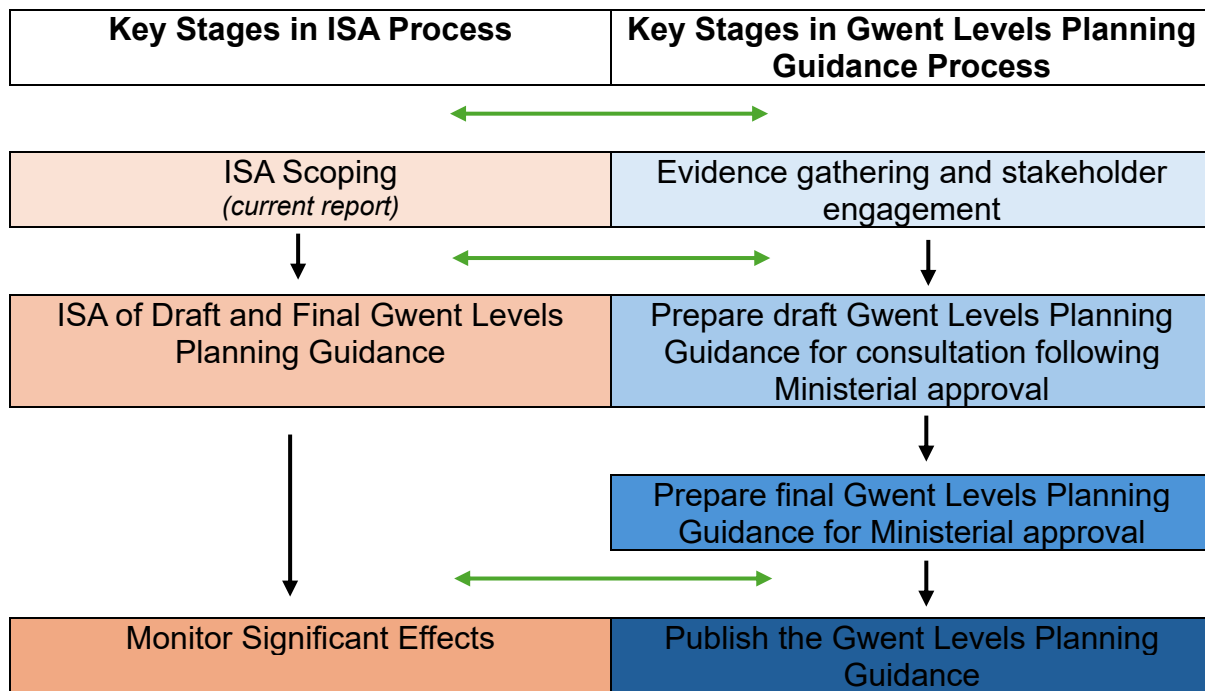 Key Stages in ISA Process
Key Stages in Gwent Levels Planning
Guidance Process
ISA Scoping
(current report)
Evidence gathering and stakeholder
engagement
ISA of Draft and Final Gwent Levels
Planning Guidance
Prepare draft Gwent Levels Planning
Guidance for consultation following
Ministerial approval
Prepare final Gwent Levels Planning
Guidance for Ministerial approval
Monitor Significant Effects
Publish the Gwent Levels Planning
Guidance